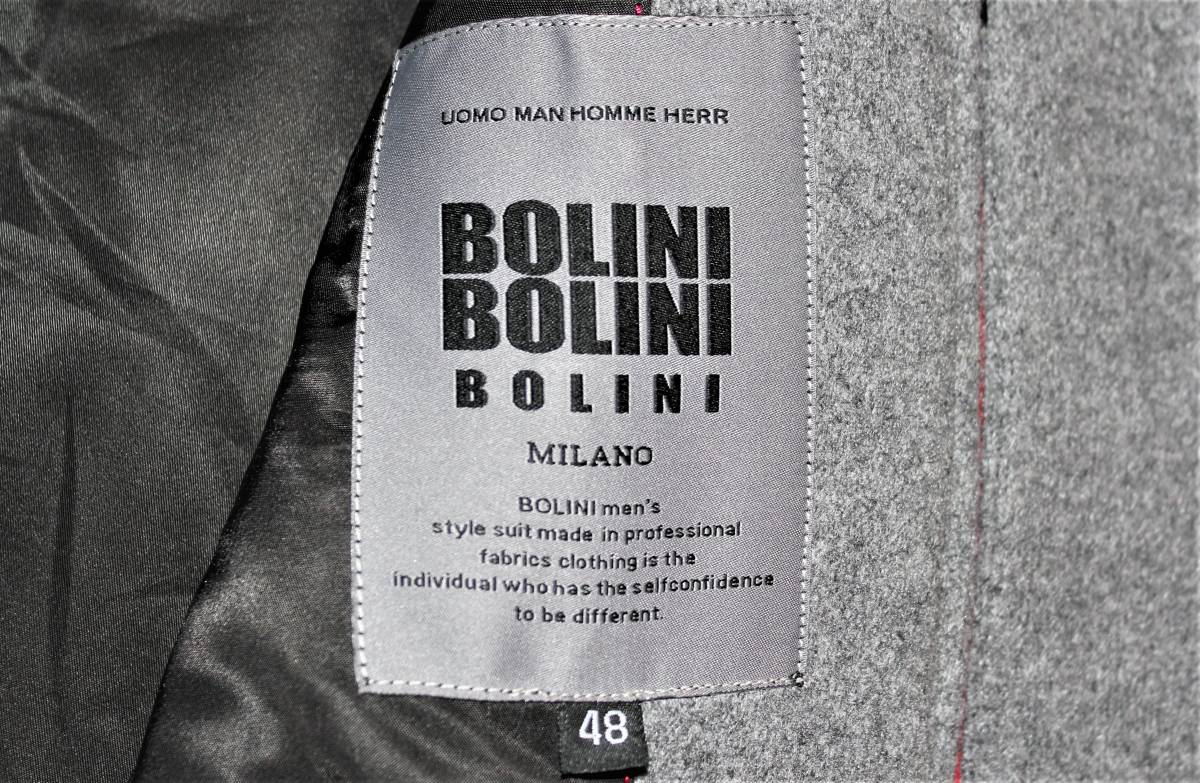 UOMO MAN HOMME HERR
BOLINI
BOLINI
BOLINI
MILANO
BOLINI men's
style suit made in professional
fabrics clothing is the
individual who has the selfconfidence
to be different.
48